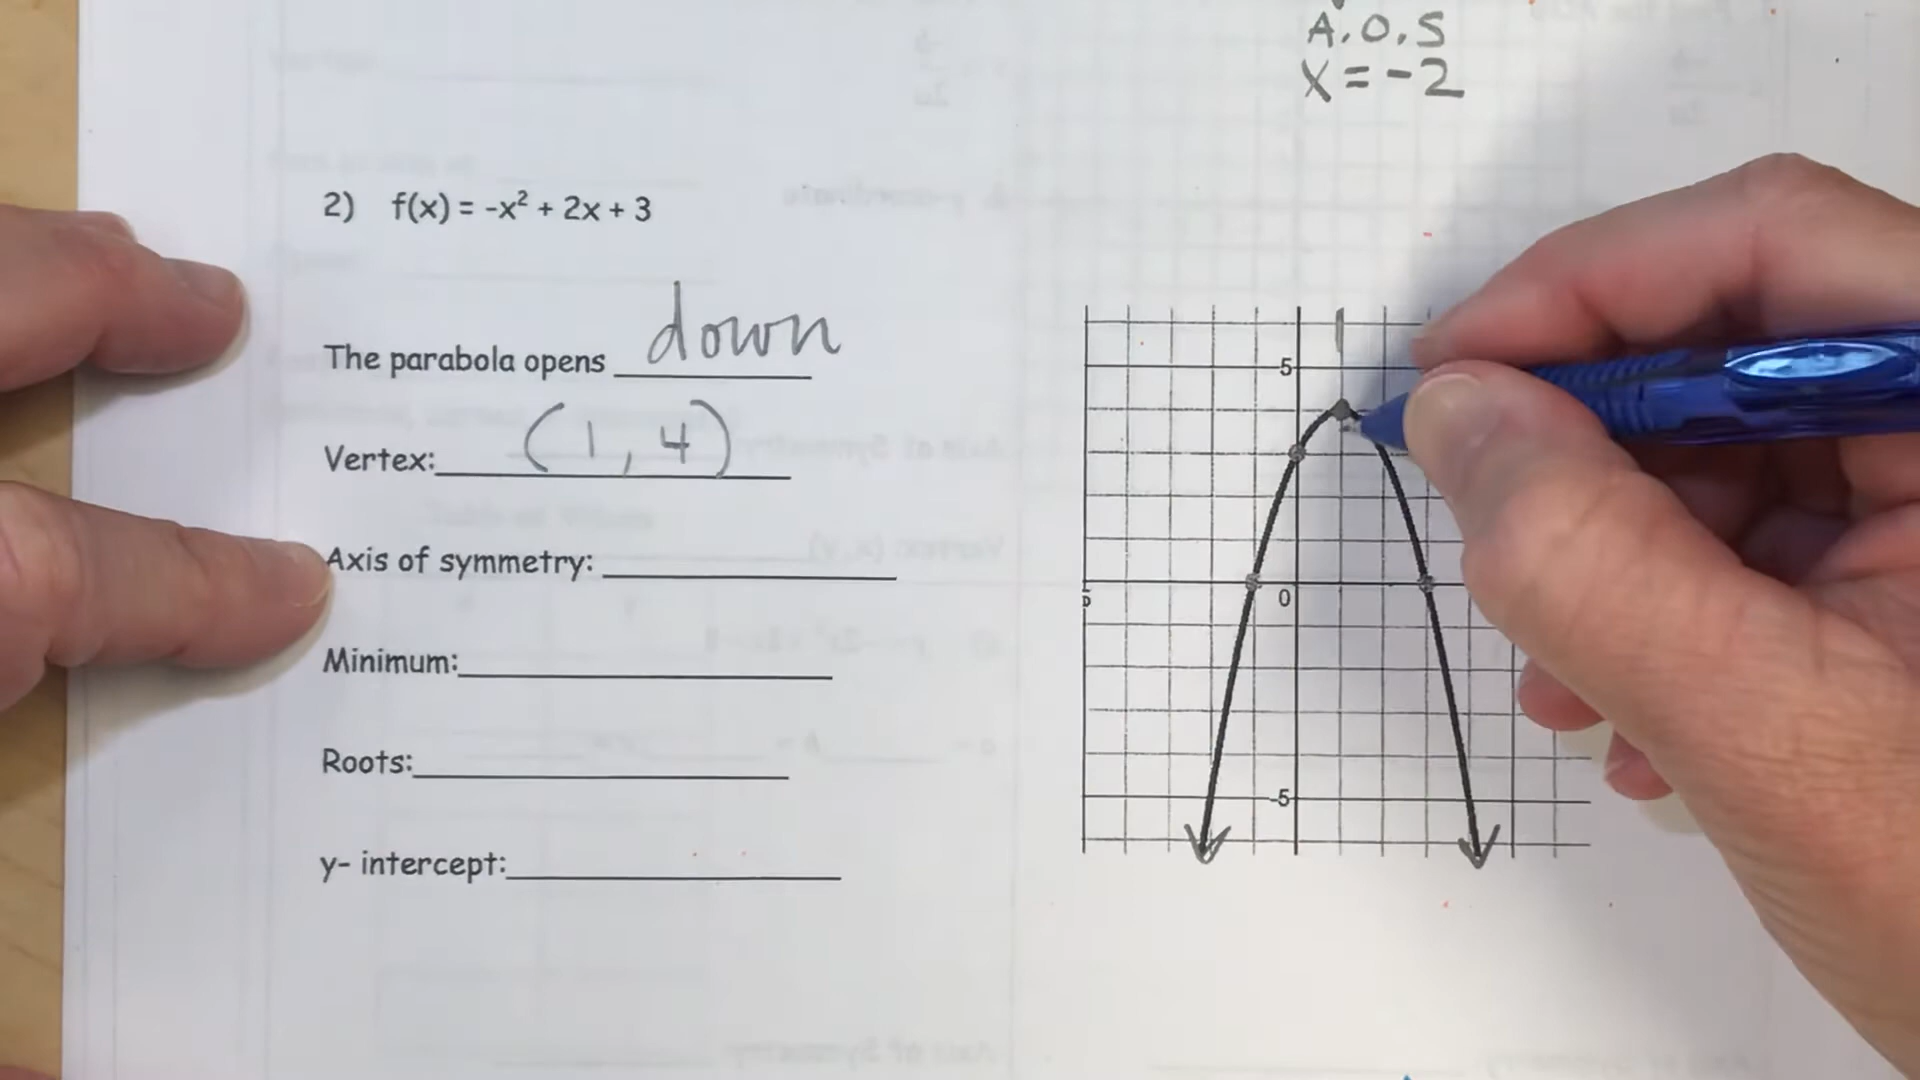 A.O.S
X = -2
2) f(x) = -x² + 2x + 3
The parabola opens down
Vertex: (1, 4)
Axis of symmetry:
Minimum:
Roots:
y- intercept:
5
0
-5